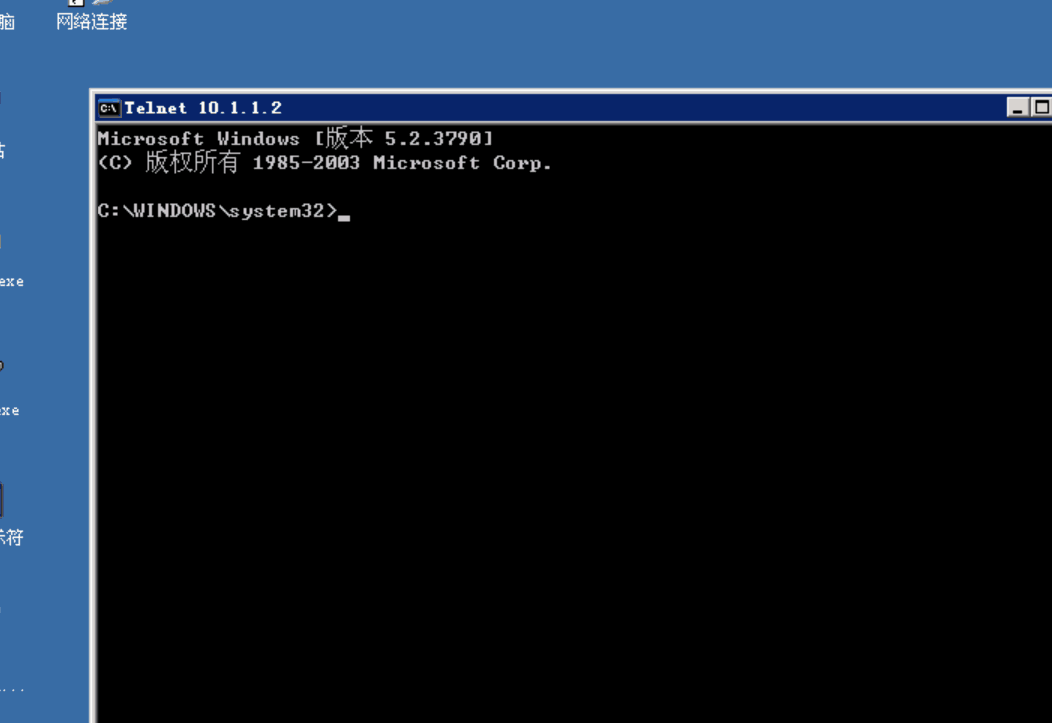 脑
网络连接
Telnet 10.1.1.2
Microsoft Windows [版本 5.2.3790]
(C) 版权所有 1985-2003 Microsoft Corp.
C:\WINDOWS\system32>
exe
xe
示符
...